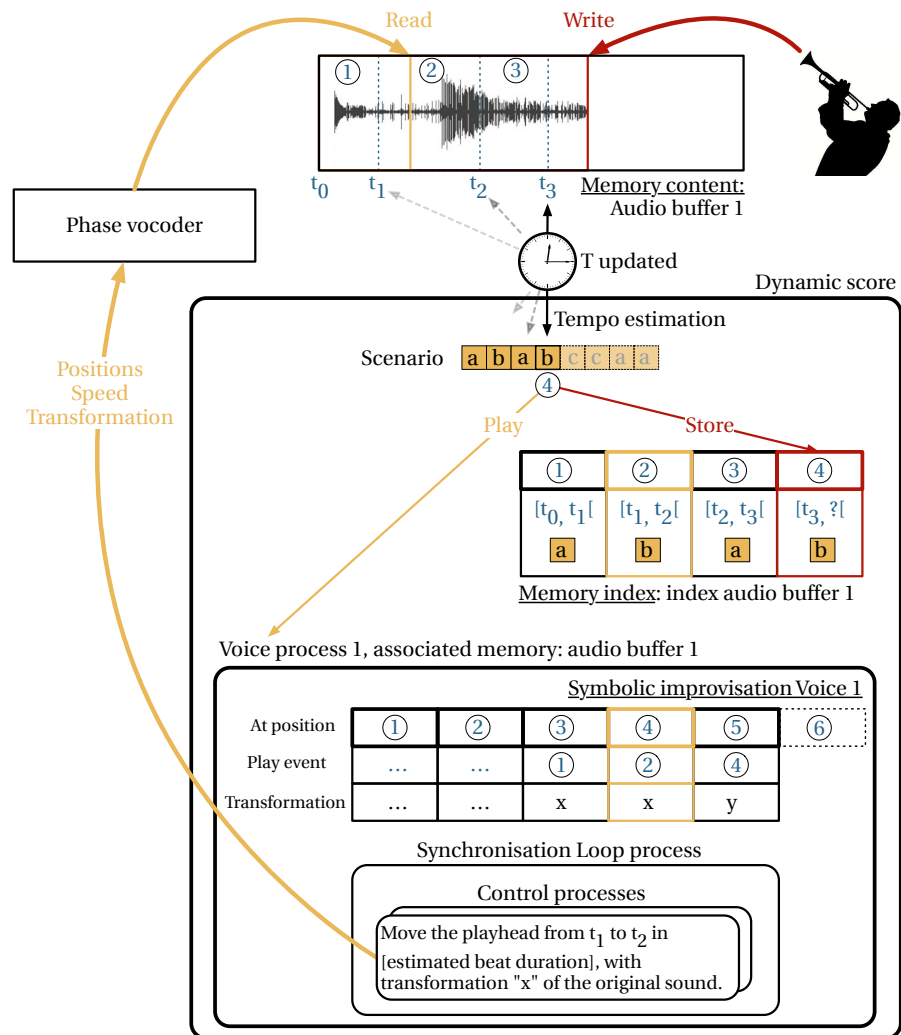 Read
Write
1 2 3
t0 t1 t2 t3
Memory content:
Audio buffer 1
Phase vocoder
T updated
Dynamic score
Tempo estimation
Scenario a b a b c c a a
4
Positions
Speed
Transformation
Play
Store
1 2 3 4
[t0, t1[ [t1, t2[ [t2, t3[ [t3, ?[
a b a b
Memory index: index audio buffer 1
Voice process 1, associated memory: audio buffer 1
Symbolic improvisation Voice 1
At position 1 2 3 4 5 6
Play event ... ... 1 2 4
Transformation ... ... x x y
Synchronisation Loop process
Control processes
Move the playhead from t1 to t2 in
[estimated beat duration], with
transformation "x" of the original sound.